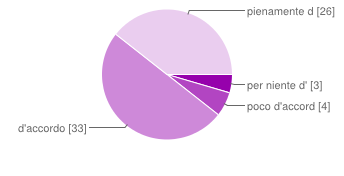 pienamente d [26]
per niente d' [3]
poco d'accord [4]
d'accordo [33]